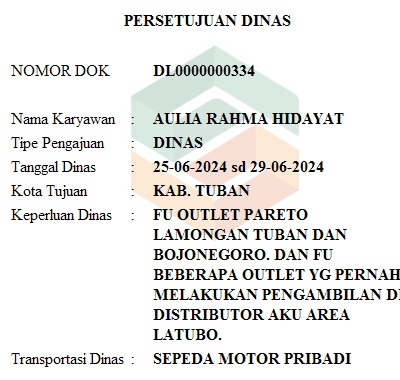 PERSETUJUAN DINAS
NOMOR DOK DL0000000334
Nama Karyawan : AULIA RAHMA HIDAYAT
Tipe Pengajuan : DINAS
Tanggal Dinas : 25-06-2024 sd 29-06-2024
Kota Tujuan : KAB. TUBAN
Keperluan Dinas : FU OUTLET PARETO
LAMONGAN TUBAN DAN
BOJONEGORO. DAN FU
BEBERAPA OUTLET YG PERNAH
MELAKUKAN PENGAMBILAN D
DISTRIBUTOR AKU AREA
LATUBO.
Transportasi Dinas : SEPEDA MOTOR PRIBADI